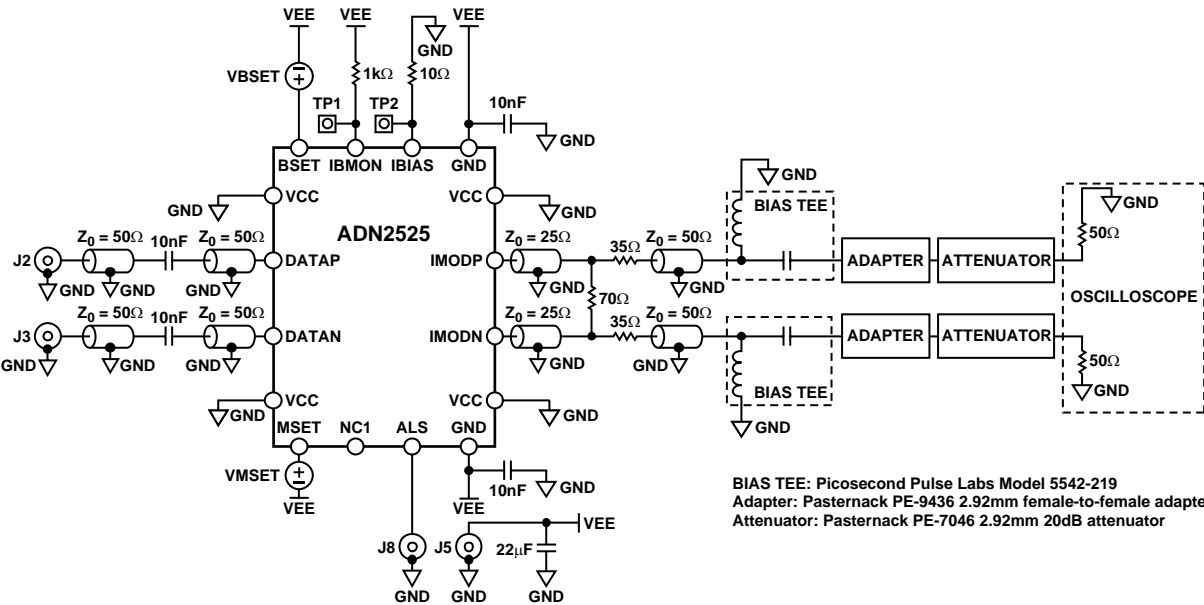 VEE VEE VEE
GND
VBSET 1kΩ 10Ω
TP1 TP2 10nF
GND
BSET IBMON IBIAS GND
GND VCC VCC GND
ADN2525
GND
BIAS TEE
Z0 = 50Ω 10nF Z0 = 50Ω
J2 DATAP
GND GND GND
IMODP Z0 = 25Ω 35Ω Z0 = 50Ω
GND GND
ADAPTER ATTENUATOR
GND
50Ω
OSCILLOSCOPE
70Ω
Z0 = 50Ω 10nF Z0 = 50Ω
J3 DATAN
GND GND GND
IMODN Z0 = 25Ω 35Ω Z0 = 50Ω
GND GND
ADAPTER ATTENUATOR
50Ω
GND
BIAS TEE
GND
GND VCC VCC GND
MSET NC1 ALS GND
VMSET
VEE VEE
10nF GND
VEE
J8 J5 22µF
GND GND GND
BIAS TEE: Picosecond Pulse Labs Model 5542-219
Adapter: Pasternack PE-9436 2.92mm female-to-female adapte
Attenuator: Pasternack PE-7046 2.92mm 20dB attenuator